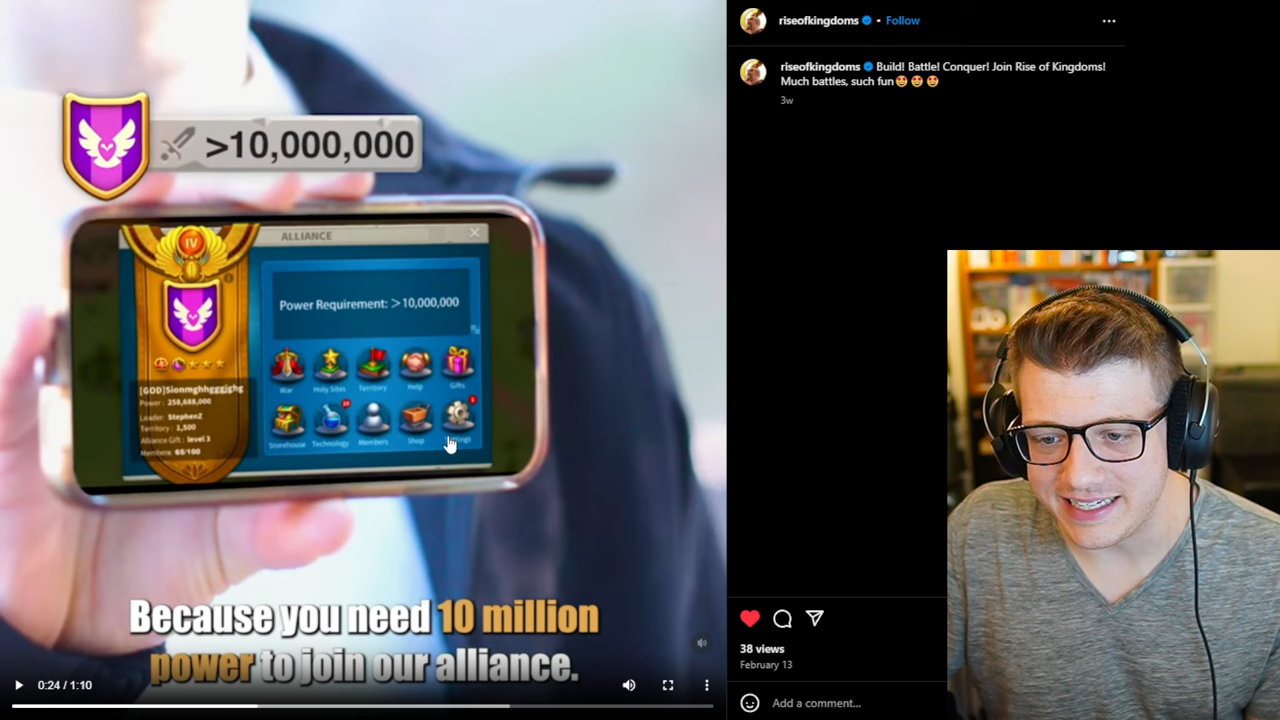 riseofkingdoms • Follow
riseofkingdoms Build! Battle! Conquer! Join Rise of Kingdoms!
Much battles, such fun🤩🤩🤩
3w
>10,000,000
IV
ALLIANCE
Power Requirement: >10,000,000
War Holy Sites Territory Help Gifts
Storehouse Technology Members Shop
[GOD]Sionmghhgggjghg
Power: 258,688,000
Leader: StephenZ
Territory: 1,500
Alliance Gift: level 3
Members: 60/100
Because you need 10 million
power to join our alliance.
0:24 / 1:10
38 views
February 13
Add a comment...